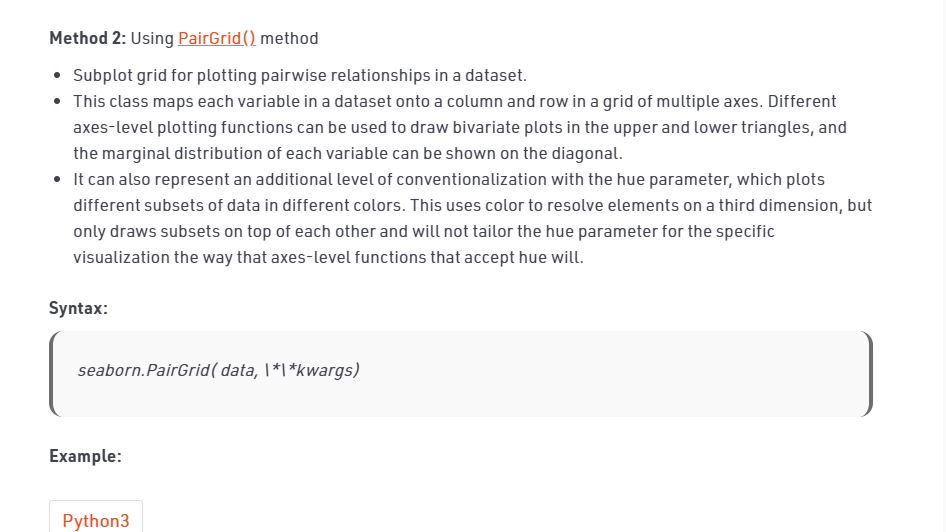 Method 2: Using PairGrid() method
• Subplot grid for plotting pairwise relationships in a dataset.
• This class maps each variable in a dataset onto a column and row in a grid of multiple axes. Different
axes-level plotting functions can be used to draw bivariate plots in the upper and lower triangles, and
the marginal distribution of each variable can be shown on the diagonal.
• It can also represent an additional level of conventionalization with the hue parameter, which plots
different subsets of data in different colors. This uses color to resolve elements on a third dimension, but
only draws subsets on top of each other and will not tailor the hue parameter for the specific
visualization the way that axes-level functions that accept hue will.
Syntax:
seaborn.PairGrid( data, \*\*kwargs)
Example:
Python3